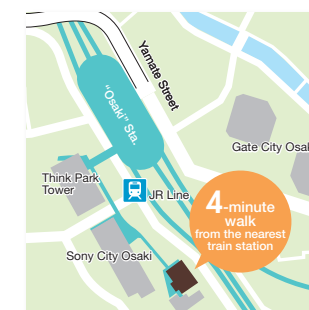 Yamate Street
"Osaki" Sta.
Gate City Osa
Think Park
Tower
JR Line
4-minute
walk
from the nearest
train station
Sony City Osaki